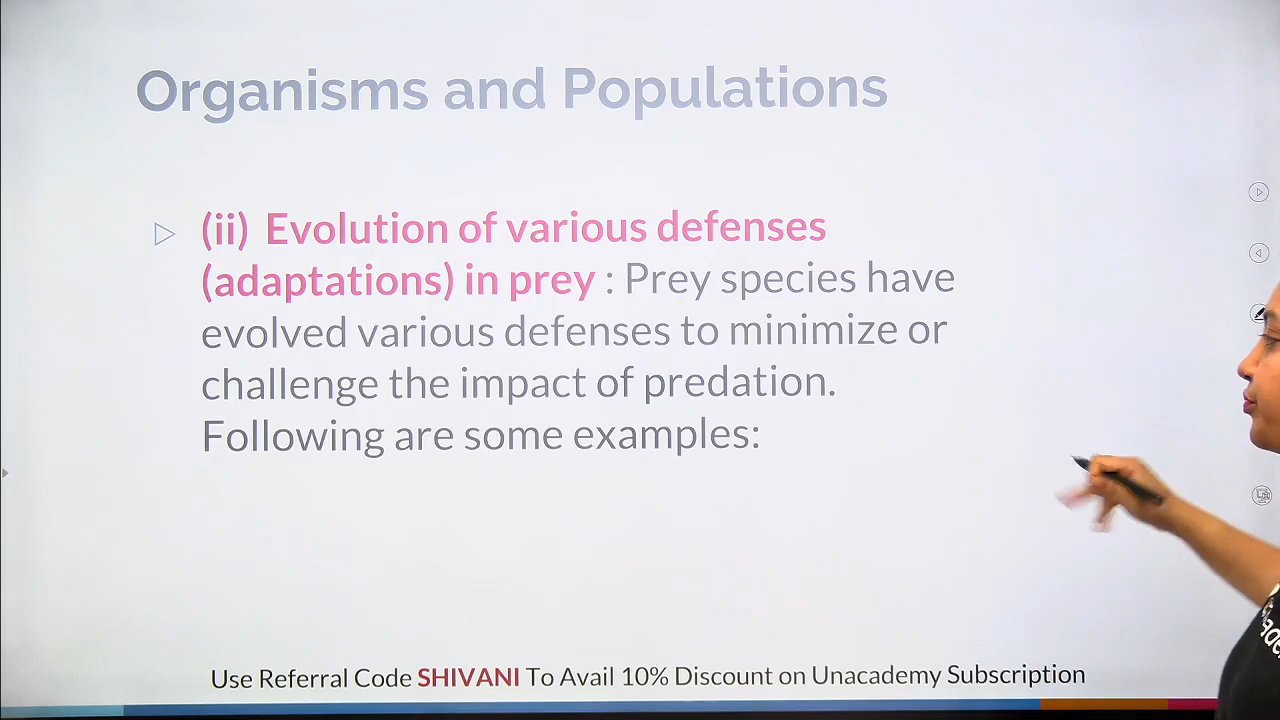 Organisms and Populations
(ii) Evolution of various defenses
(adaptations) in prey : Prey species have
evolved various defenses to minimize or
challenge the impact of predation.
Following are some examples:
Use Referral Code SHIVANI To Avail 10% Discount on Unacademy Subscription